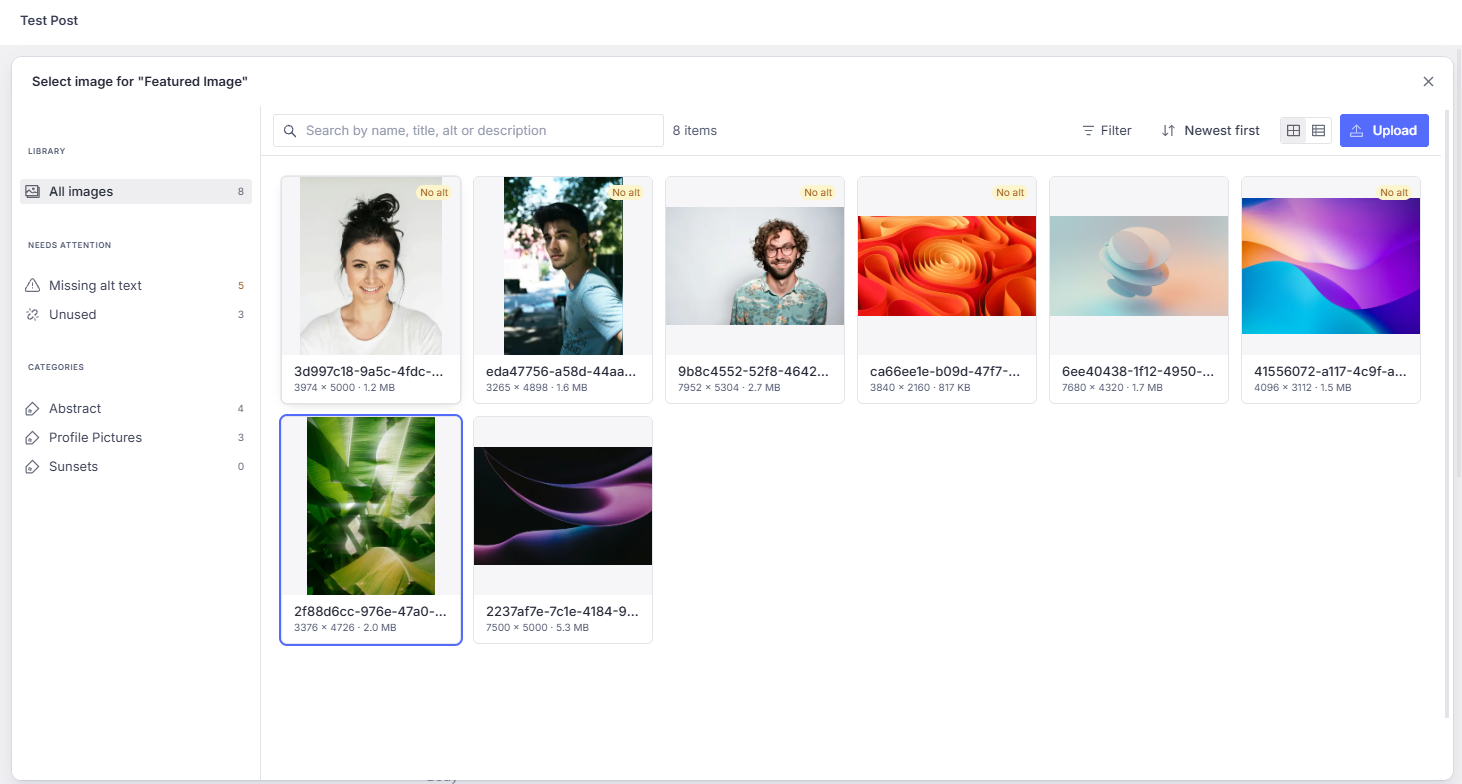 Test Post
Select image for "Featured Image"
LIBRARY
All images 8
NEEDS ATTENTION
Missing alt text 5
Unused 3
CATEGORIES
Abstract 4
Profile Pictures 3
Sunsets 0
Search by name, title, alt or description
8 items
Filter
Newest first
Upload
No alt
No alt
No alt
No alt
No alt
3d997c18-9a5c-4fdc-...
3974 × 5000 · 1.2 MB
eda47756-a58d-44aa...
3265 × 4898 · 1.6 MB
9b8c4552-52f8-4642...
7952 × 5304 · 2.7 MB
ca66ee1e-b09d-47f7-...
3840 × 2160 · 817 KB
6ee40438-1f12-4950-...
7680 × 4320 · 1.7 MB
41556072-a117-4c9f-a...
4096 × 3112 · 1.5 MB
2f88d6cc-976e-47a0-...
3376 × 4726 · 2.0 MB
2237af7e-7c1e-4184-9...
7500 × 5000 · 5.3 MB